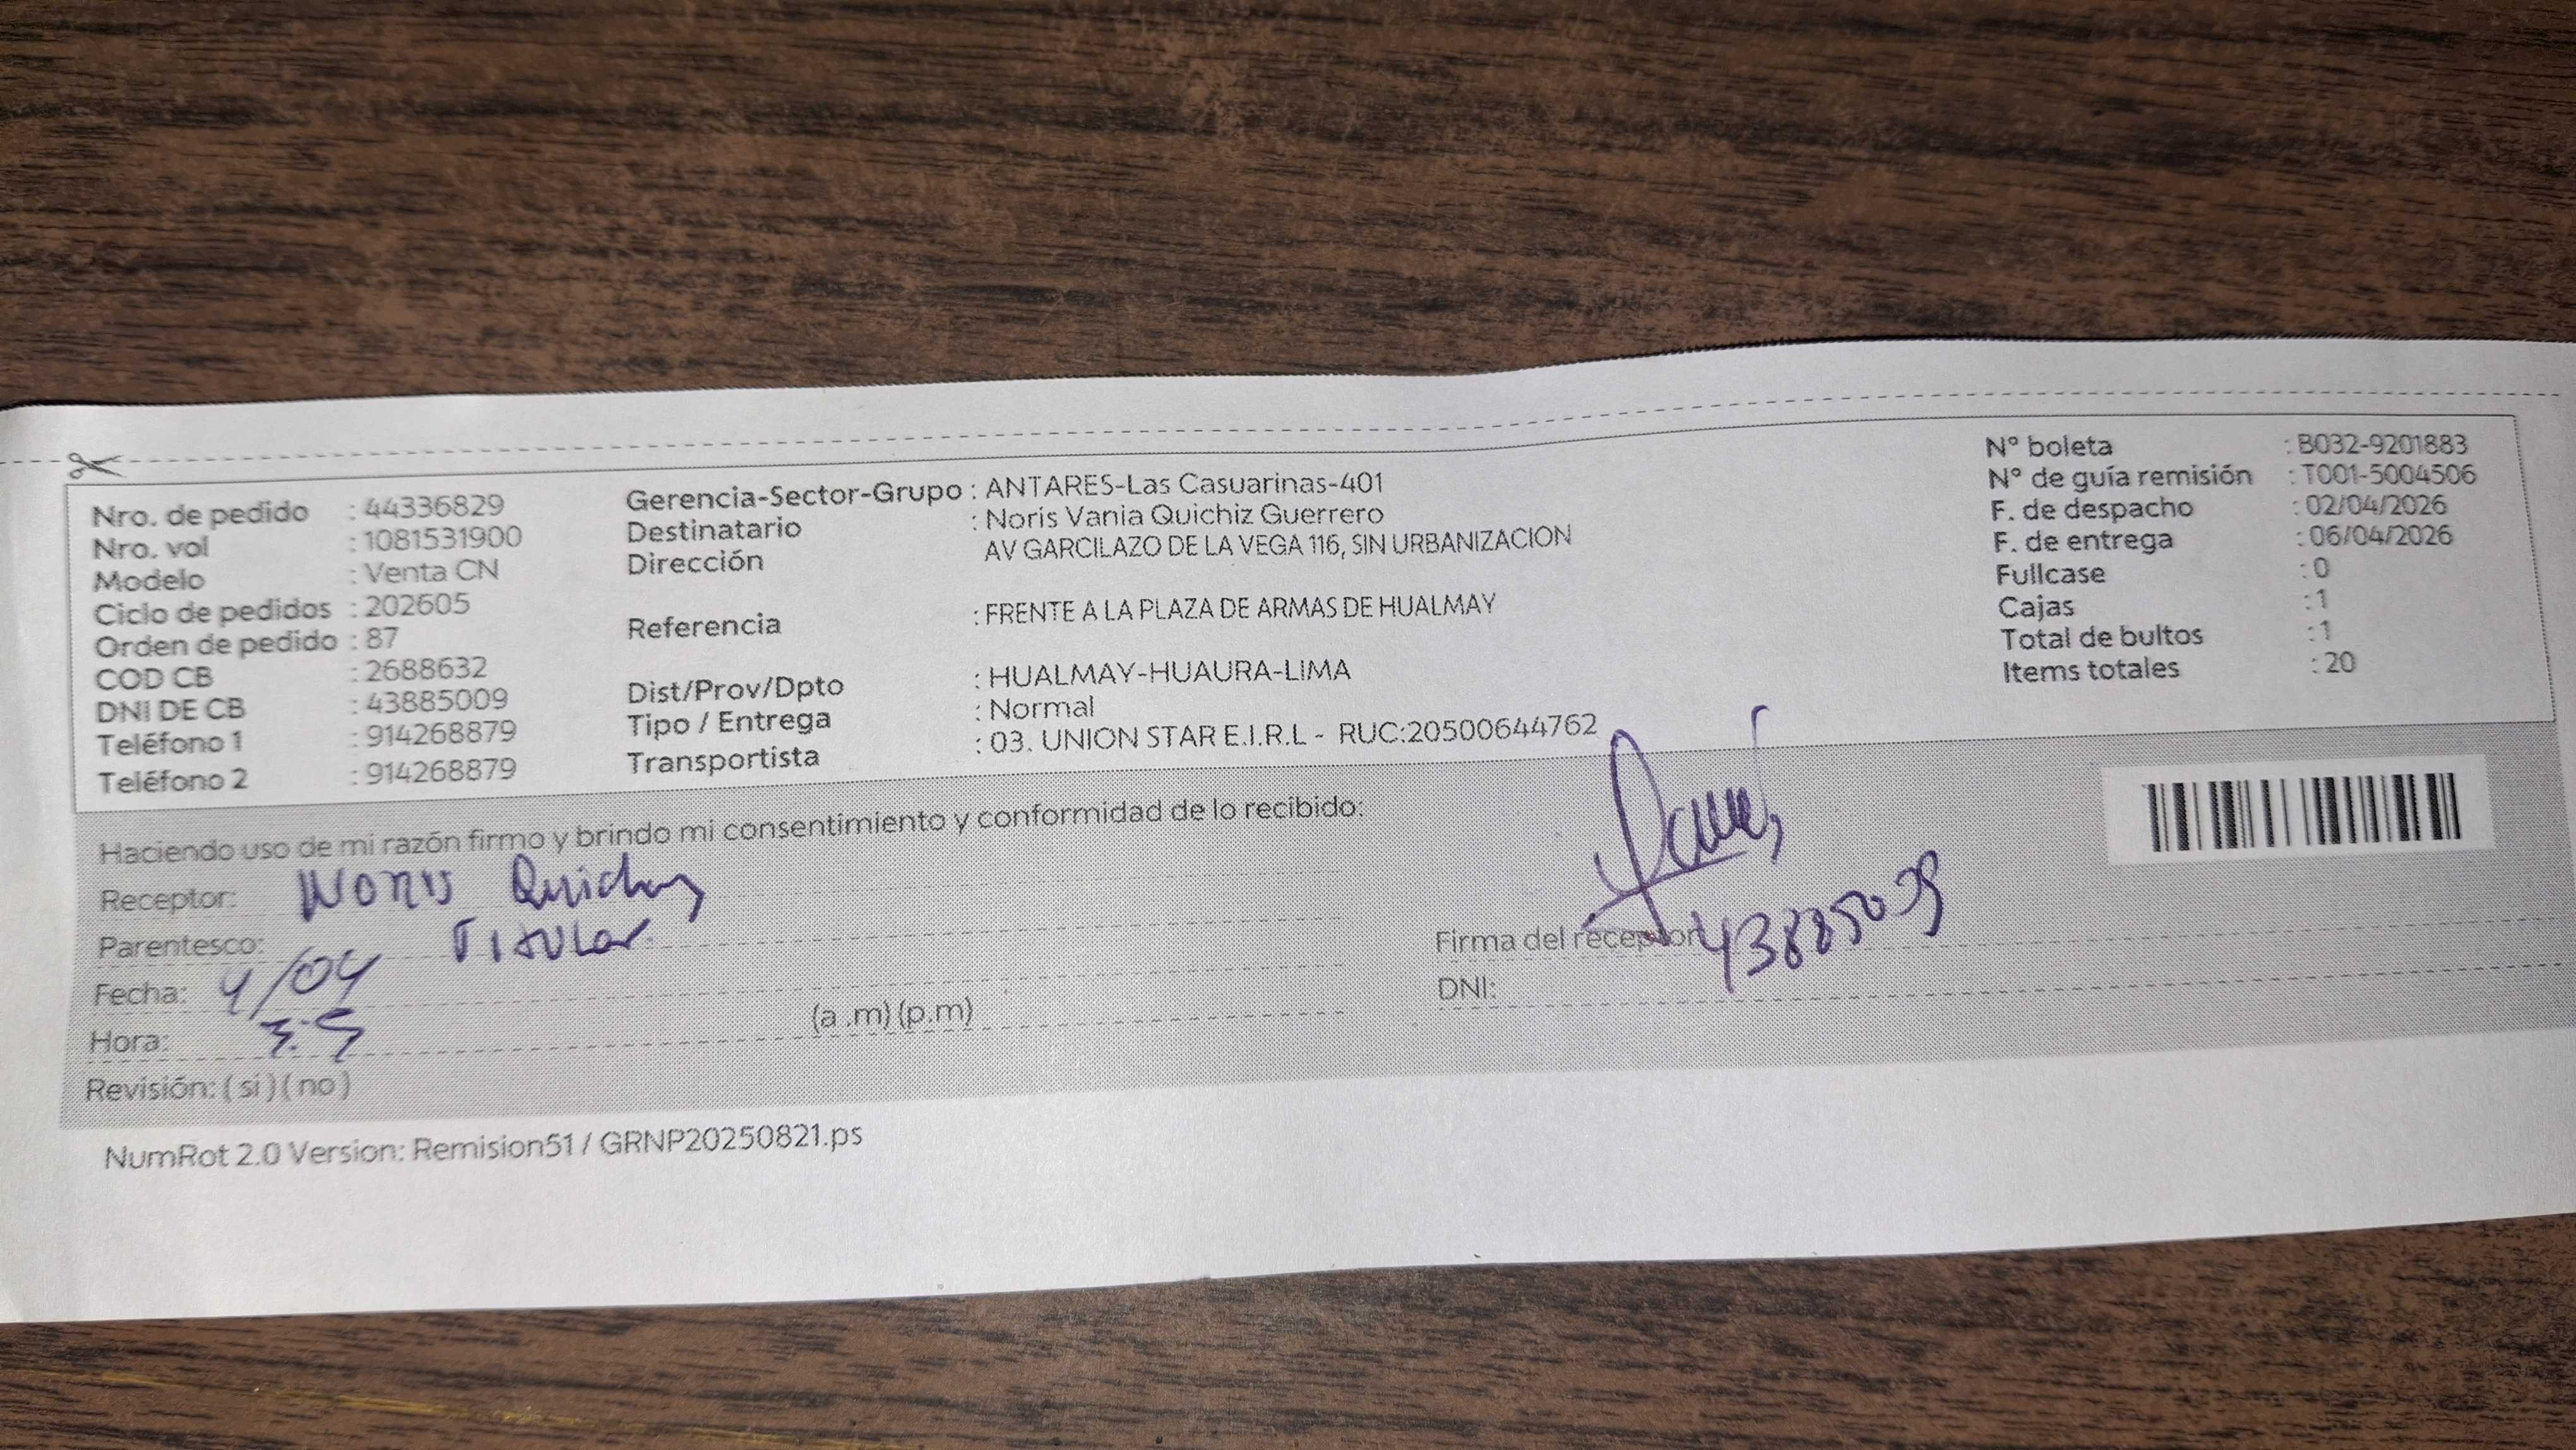 Nro. de pedido : 44336829
Nro. vol : 1081531900
Modelo : Venta CN
Ciclo de pedidos : 202605
Orden de pedido : 87
COD CB : 2688632
DNI DE CB : 43885009
Teléfono 1 : 914268879
Teléfono 2 : 914268879
Gerencia-Sector-Grupo : ANTARES-Las Casuarinas-401
Destinatario : Noris Vania Quichiz Guerrero
Dirección AV GARCILAZO DE LA VEGA 116, SIN URBANIZACION
Referencia : FRENTE A LA PLAZA DE ARMAS DE HUALMAY
Dist/Prov/Dpto : HUALMAY-HUAURA-LIMA
Tipo / Entrega : Normal
Transportista : 03. UNION STAR E.I.R.L - RUC:20500644762
N° boleta : B032-9201883
N° de guía remisión : T001-5004506
F. de despacho : 02/04/2026
F. de entrega : 06/04/2026
Fullcase : 0
Cajas : 1
Total de bultos : 1
Items totales : 20
Haciendo uso de mi razón firmo y brindo mi consentimiento y conformidad de lo recibido:
Receptor: Noris Quichiz
Parentesco: Titular
Fecha: 4/04
Hora: (a .m) (p.m)
Revisión: ( si ) ( no )
Firma del receptor
43885009
DNI:
NumRot 2.0 Version: Remision51 / GRNP20250821.ps